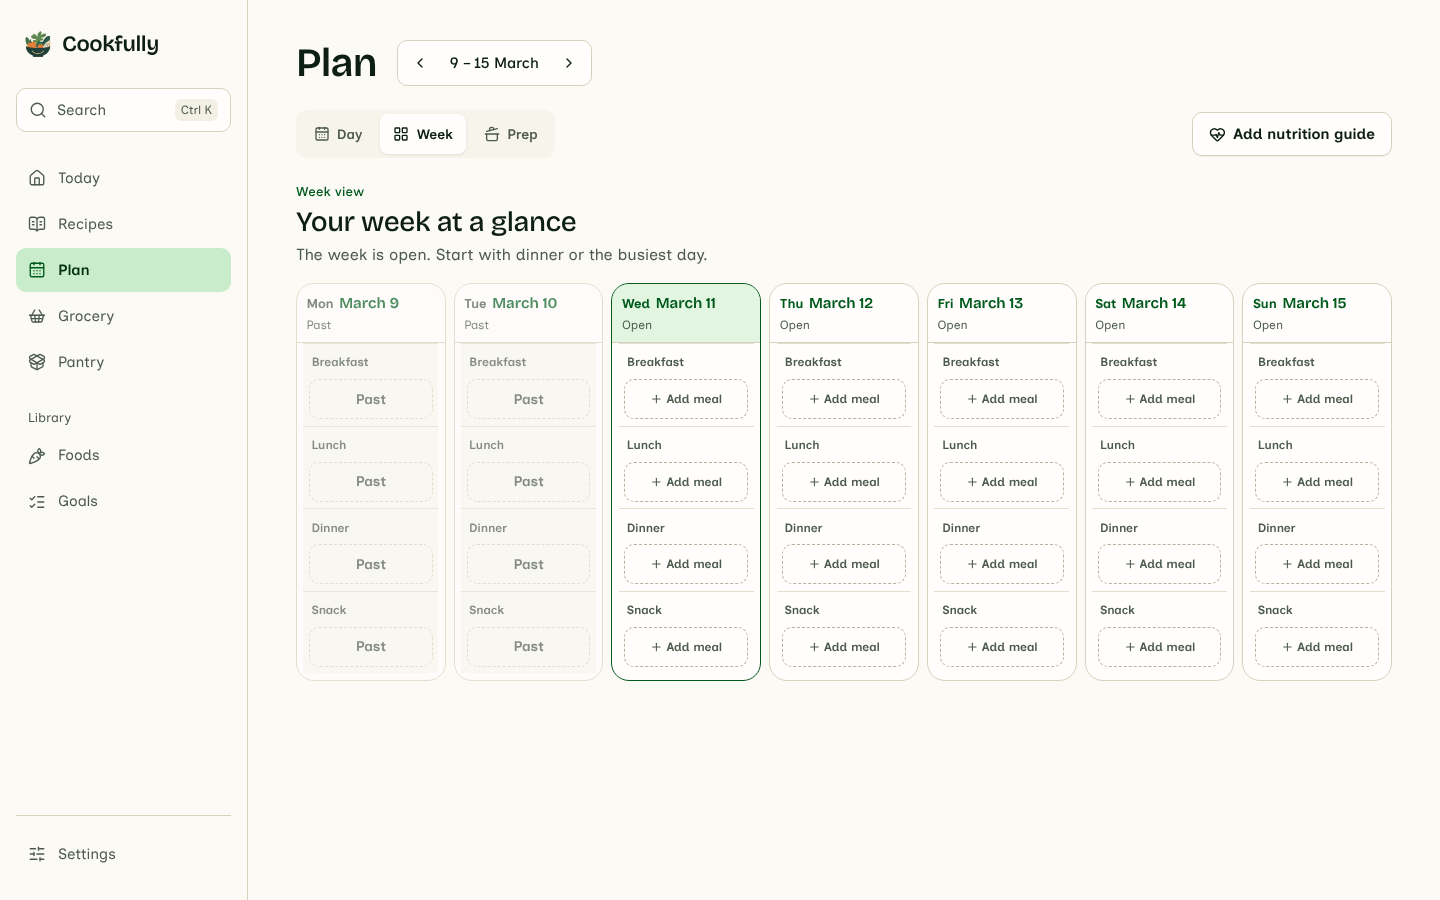 Cookfully
Search Ctrl K
Today
Recipes
Plan
Grocery
Pantry
Library
Foods
Goals
Settings
Plan
9 – 15 March
Day Week Prep
Add nutrition guide
Week view
Your week at a glance
The week is open. Start with dinner or the busiest day.
Mon March 9
Past
Breakfast
Past
Lunch
Past
Dinner
Past
Snack
Past
Tue March 10
Past
Breakfast
Past
Lunch
Past
Dinner
Past
Snack
Past
Wed March 11
Open
Breakfast
+ Add meal
Lunch
+ Add meal
Dinner
+ Add meal
Snack
+ Add meal
Thu March 12
Open
Breakfast
+ Add meal
Lunch
+ Add meal
Dinner
+ Add meal
Snack
+ Add meal
Fri March 13
Open
Breakfast
+ Add meal
Lunch
+ Add meal
Dinner
+ Add meal
Snack
+ Add meal
Sat March 14
Open
Breakfast
+ Add meal
Lunch
+ Add meal
Dinner
+ Add meal
Snack
+ Add meal
Sun March 15
Open
Breakfast
+ Add meal
Lunch
+ Add meal
Dinner
+ Add meal
Snack
+ Add meal